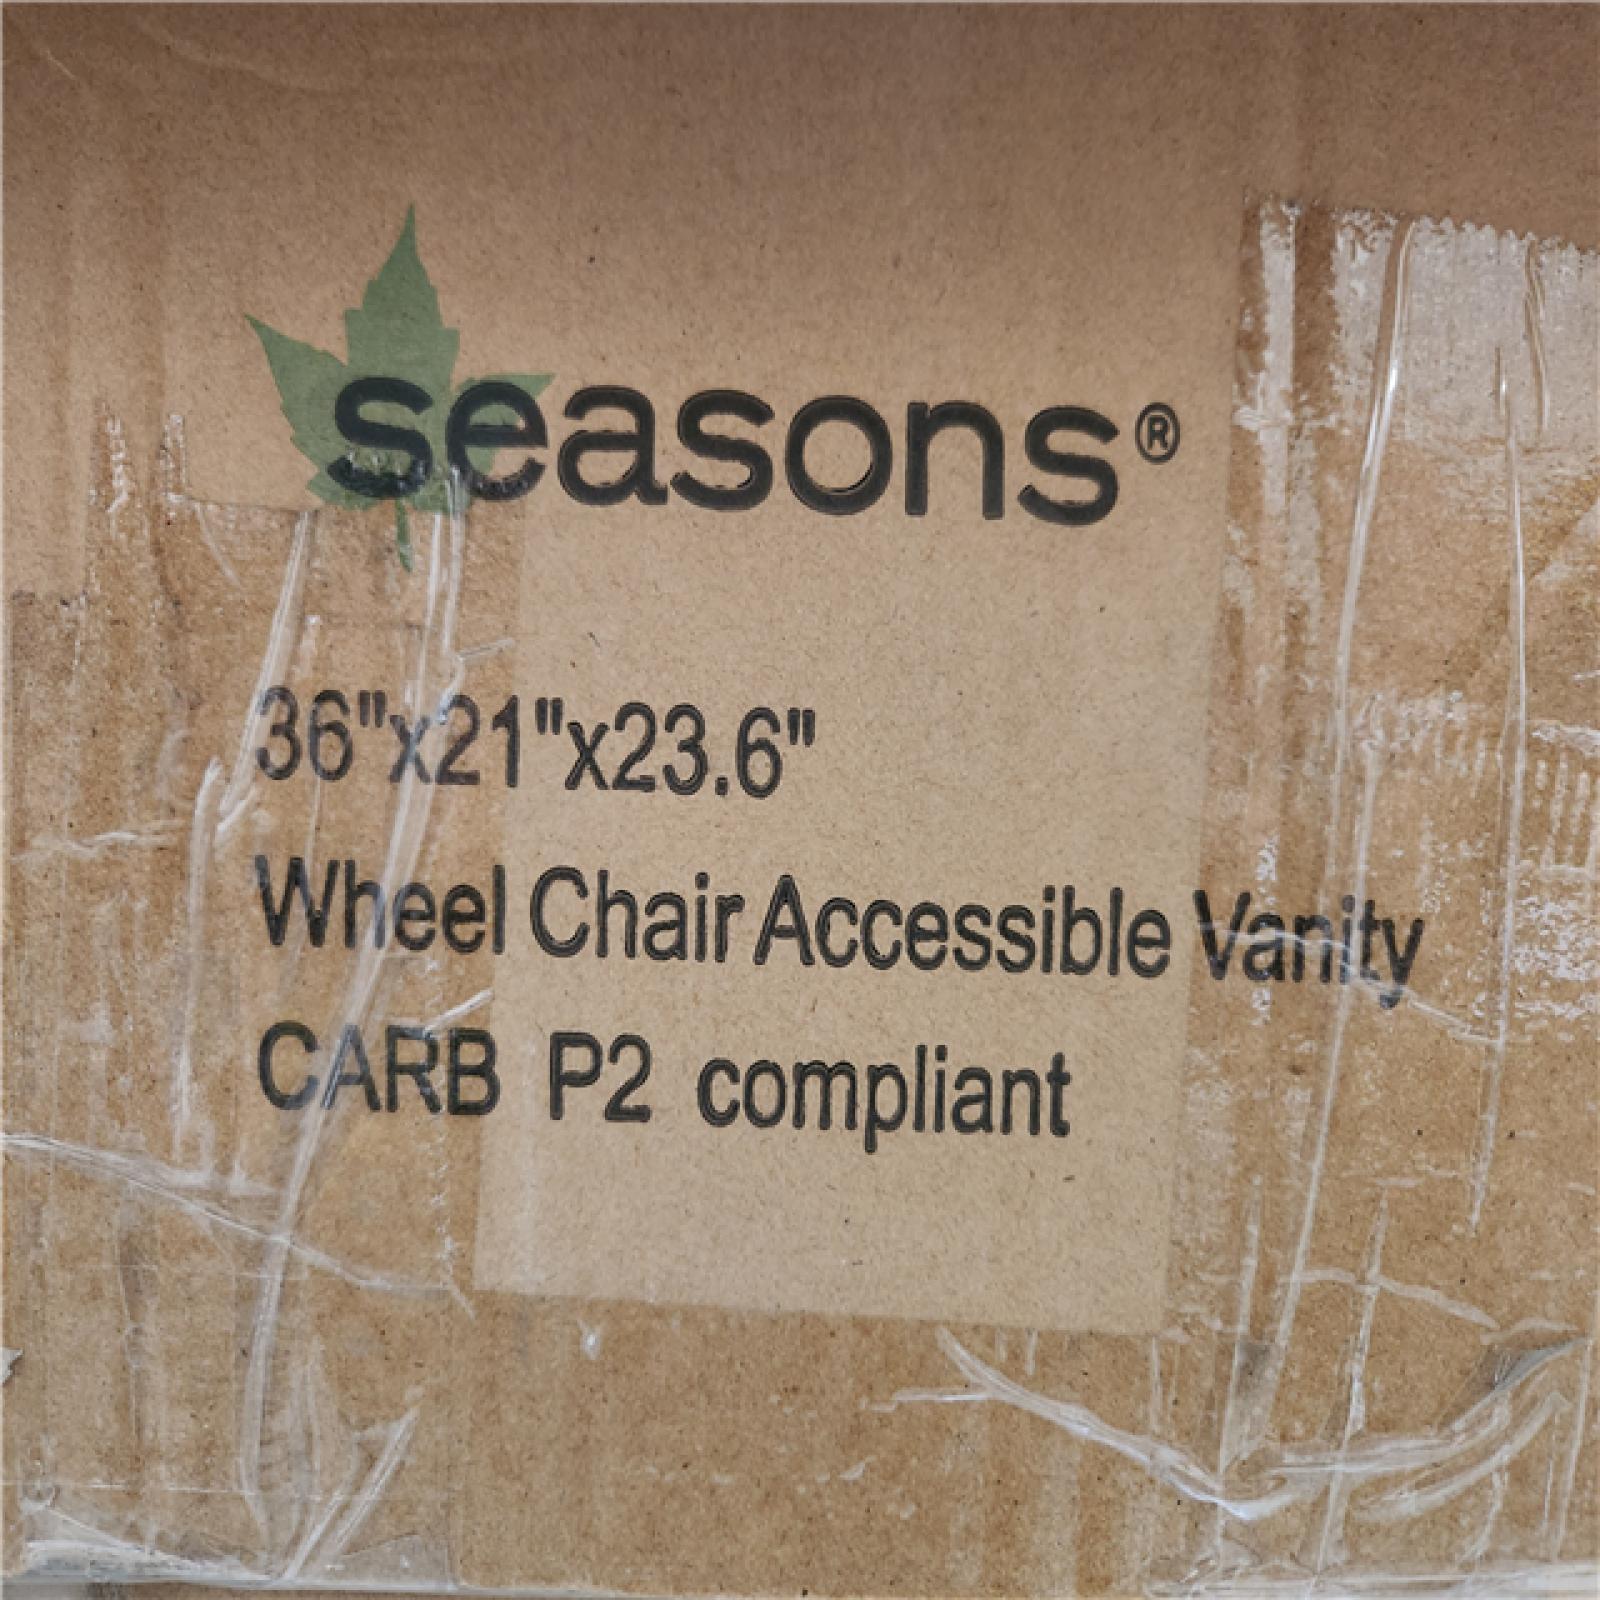 seasons®
36"x21"x23.6"
Wheel Chair Accessible Vanity
CARB P2 compliant